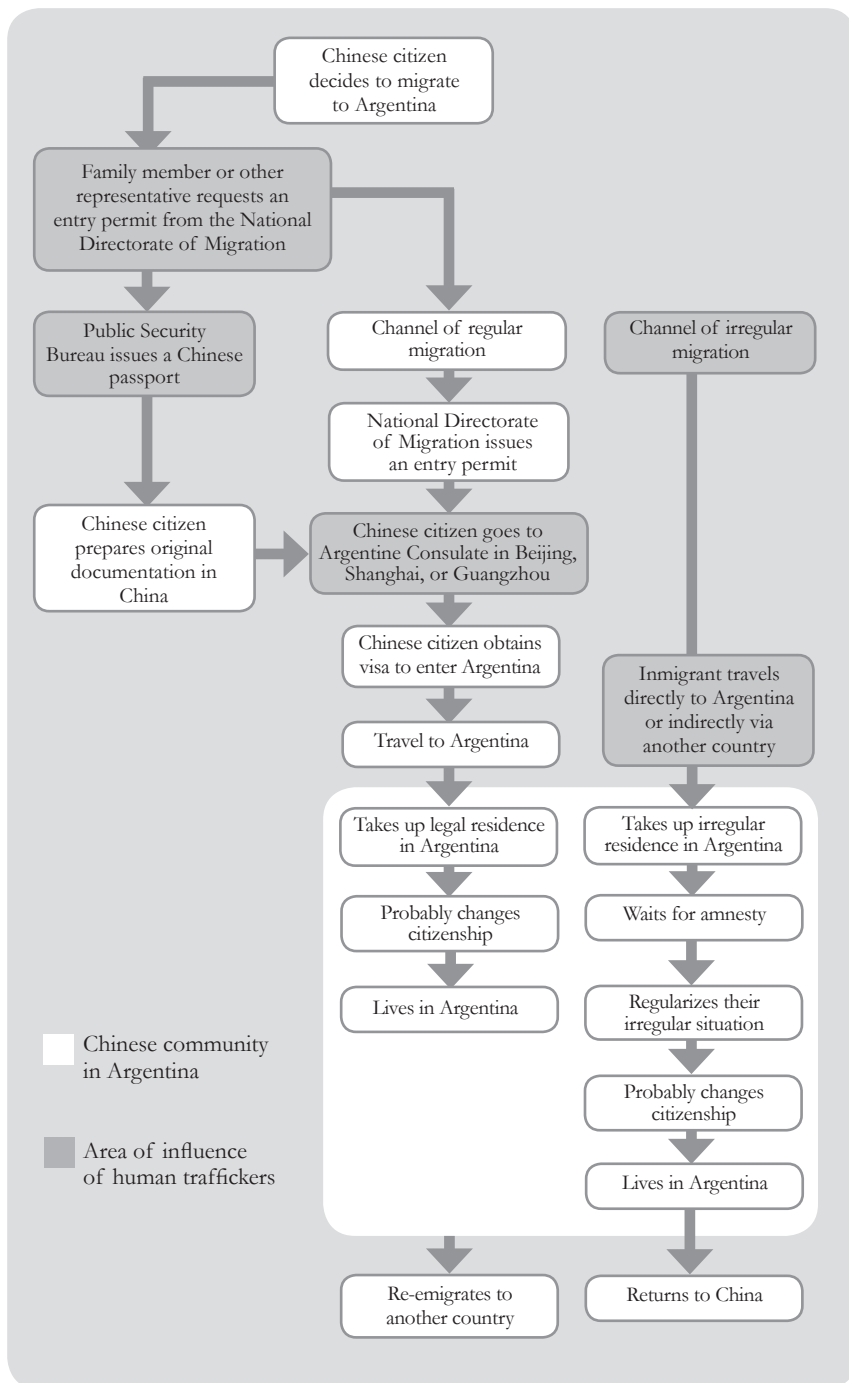 Chinese citizen
decides to migrate
to Argentina
Family member or other
representative requests an
entry permit from the National
Directorate of Migration
Public Security
Bureau issues a Chinese
passport
Channel of regular
migration
Channel of irregular
migration
National Directorate
of Migration issues
an entry permit
Chinese citizen
prepares original
documentation in
China
Chinese citizen goes to
Argentine Consulate in Beijing,
Shanghai, or Guangzhou
Chinese citizen obtains
visa to enter Argentina
Inmigrant travels
directly to Argentina
or indirectly via
another country
Travel to Argentina
Takes up legal residence
in Argentina
Takes up irregular
residence in Argentina
Probably changes
citizenship
Waits for amnesty
Lives in Argentina
Regularizes their
irregular situation
Probably changes
citizenship
Lives in Argentina
Chinese community
in Argentina
Area of influence
of human traffickers
Re-emigrates to
another country
Returns to China